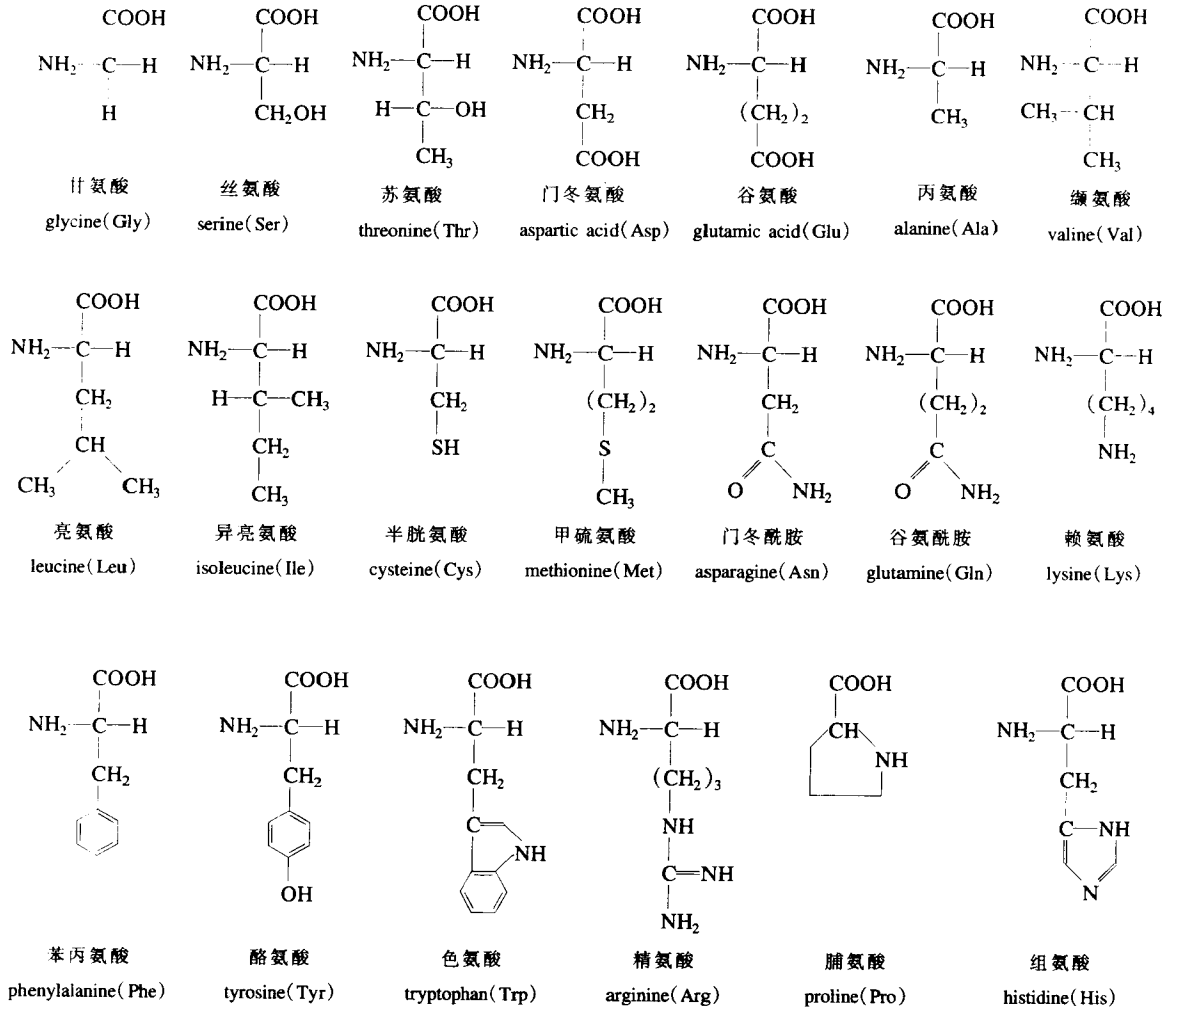 COOH COOH COOH COOH COOH COOH COOH
NH₂ C H NH₂ C H NH₂ C H NH₂ C H NH₂ C H NH₂ C H NH₂ C H
H CH₂OH H C OH CH₂ (CH₂)₂ CH₃ CH₃ CH
CH₃ COOH COOH CH₃
甘氨酸 丝氨酸 苏氨酸 门冬氨酸 谷氨酸 丙氨酸 缬氨酸
glycine(Gly) serine(Ser) threonine(Thr) aspartic acid(Asp) glutamic acid(Glu) alanine(Ala) valine(Val)
COOH COOH COOH COOH COOH COOH COOH
NH₂ C H NH₂ C H NH₂ C H NH₂ C H NH₂ C H NH₂ C H NH₂ C H
CH₂ H C CH₃ CH₂ (CH₂)₂ CH₂ (CH₂)₂ (CH₂)₄
CH CH₂ SH S C C NH₂
CH₃ CH₃ CH₃ CH₃ O NH₂ O NH₂
亮氨酸 异亮氨酸 半胱氨酸 甲硫氨酸 门冬酰胺 谷氨酰胺 赖氨酸
leucine(Leu) isoleucine(Ile) cysteine(Cys) methionine(Met) asparagine(Asn) glutamine(Gln) lysine(Lys)
COOH COOH COOH COOH COOH COOH
NH₂ C H NH₂ C H NH₂ C H NH₂ C H CH NH NH₂ C H
CH₂ CH₂ CH₂ (CH₂)₃ CH₂
C NH NH C NH
OH C NH N
NH₂
苯丙氨酸 酪氨酸 色氨酸 精氨酸 脯氨酸 组氨酸
phenylalanine(Phe) tyrosine(Tyr) tryptophan(Trp) arginine(Arg) proline(Pro) histidine(His)